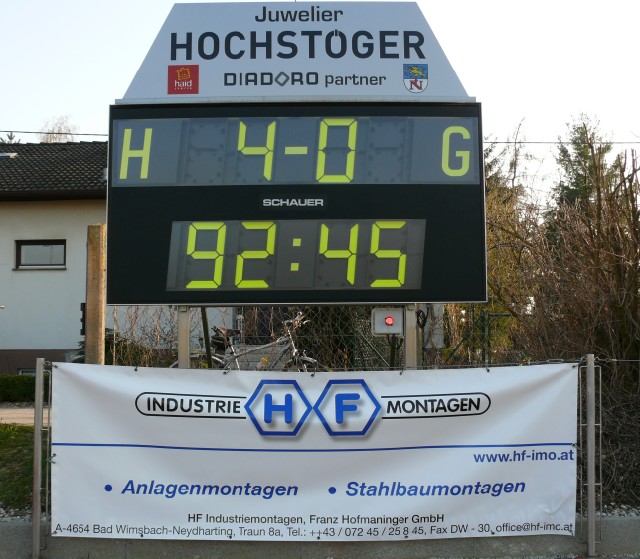 Juwelier
HOCHSTÖGER
haid
CENTER
DIADORO partner
N
H 4-0 G
SCHAUER
92:45
INDUSTRIE HF MONTAGEN
www.hf-imo.at
• Anlagenmontagen • Stahlbaumontagen
HF Industriemontagen, Franz Hofmaninger GmbH
A-4654 Bad Wimsbach-Neydharting, Traun 8a, Tel.: ++43 / 072 45 / 25 8 45, Fax DW - 30, office@hf-imo.at